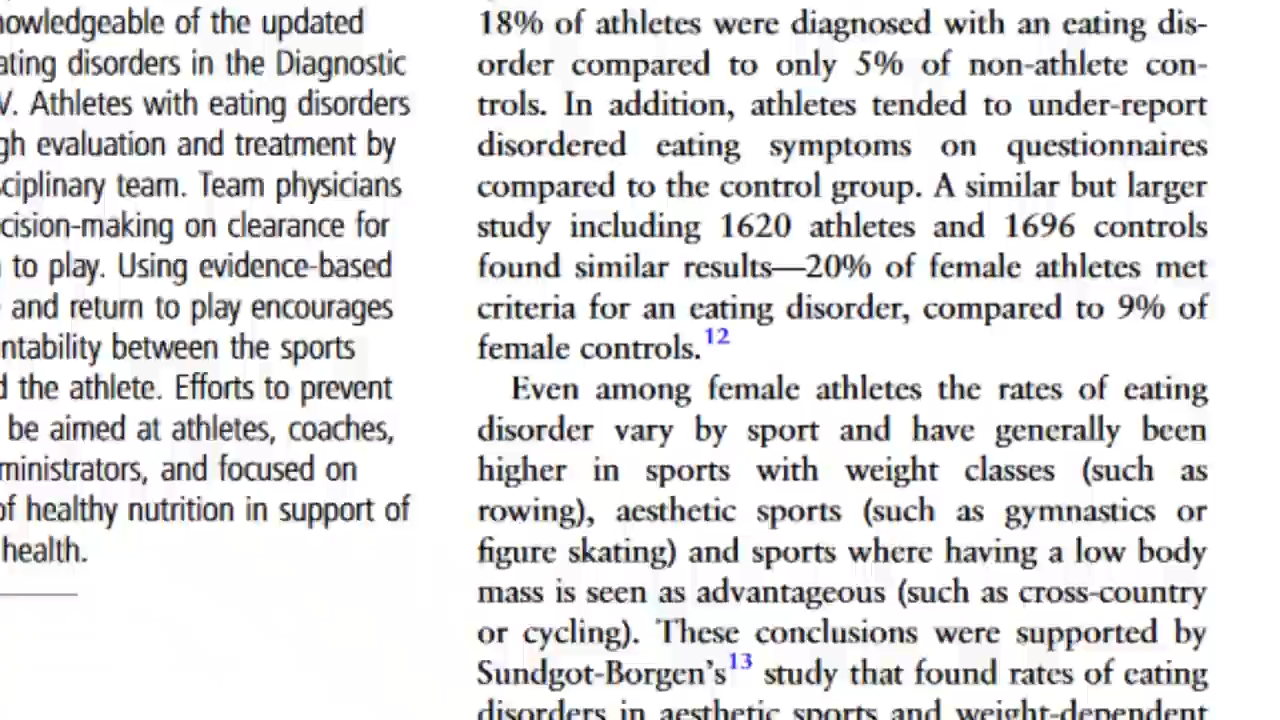 nowledgeable of the updated
ating disorders in the Diagnostic
V. Athletes with eating disorders
gh evaluation and treatment by
ciplinary team. Team physicians
cision-making on clearance for
to play. Using evidence-based
and return to play encourages
ntability between the sports
d the athlete. Efforts to prevent
be aimed at athletes, coaches,
ministrators, and focused on
of healthy nutrition in support of
health.
18% of athletes were diagnosed with an eating dis-
order compared to only 5% of non-athlete con-
trols. In addition, athletes tended to under-report
disordered eating symptoms on questionnaires
compared to the control group. A similar but larger
study including 1620 athletes and 1696 controls
found similar results—20% of female athletes met
criteria for an eating disorder, compared to 9% of
female controls.12
Even among female athletes the rates of eating
disorder vary by sport and have generally been
higher in sports with weight classes (such as
rowing), aesthetic sports (such as gymnastics or
figure skating) and sports where having a low body
mass is seen as advantageous (such as cross-country
or cycling). These conclusions were supported by
Sundgot-Borgen's13 study that found rates of eating
disorders in aesthetic sports and weight-dependent